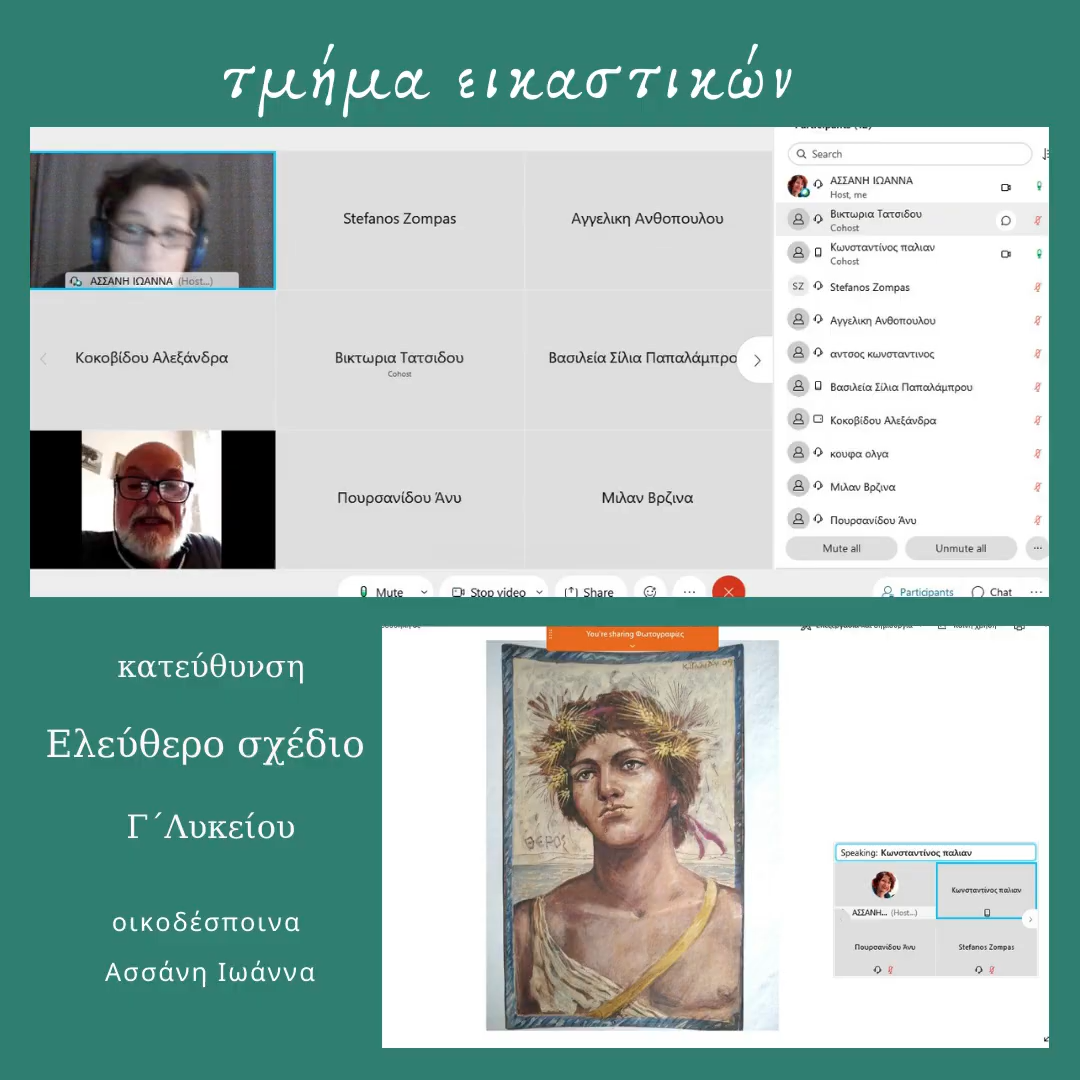 τμήμα εικαστικών
Stefanos Zompas
Αγγελικη Ανθοπουλου
ΑΣΣΑΝΗ ΙΩΑΝΝΑ (Host...)
Κοκοβίδου Αλεξάνδρα
Βικτωρια Τατσιδου
Cohost
Βασιλεία Σίλια Παπαλάμπρο
Πουρσανίδου Άνυ
Μιλαν Βρζινα
Mute
Stop video
Share
Search
ΑΣΣΑΝΗ ΙΩΑΝΝΑ
Host, me
Βικτωρια Τατσιδου
Cohost
Κωνσταντίνος παλιαν
Cohost
SZ Stefanos Zompas
Αγγελικη Ανθοπουλου
αντσος κωνσταντινος
Βασιλεία Σίλια Παπαλάμπρου
Κοκοβίδου Αλεξάνδρα
κουφα ολγα
Μιλαν Βρζινα
Πουρσανίδου Άνυ
Mute all Unmute all
Participants Chat
κατεύθυνση
Ελεύθερο σχέδιο
Γ΄Λυκείου
οικοδέσποινα
Ασσάνη Ιωάννα
You're sharing Φωτογραφίες
ΘΕΡΟΣ
Speaking: Κωνσταντίνος παλιαν
Κωνσταντίνος παλιαν
ΑΣΣΑΝΗ... (Host...)
Πουρσανίδου Άνυ
Stefanos Zompas